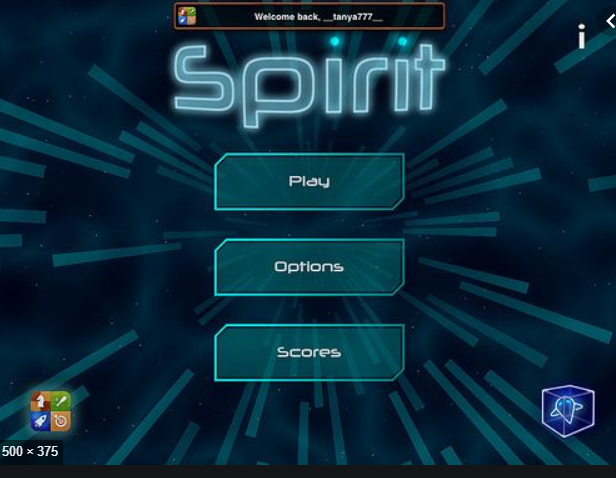 Welcome back, __tanya777__
i
Spirit
Play
Options
Scores
500 × 375